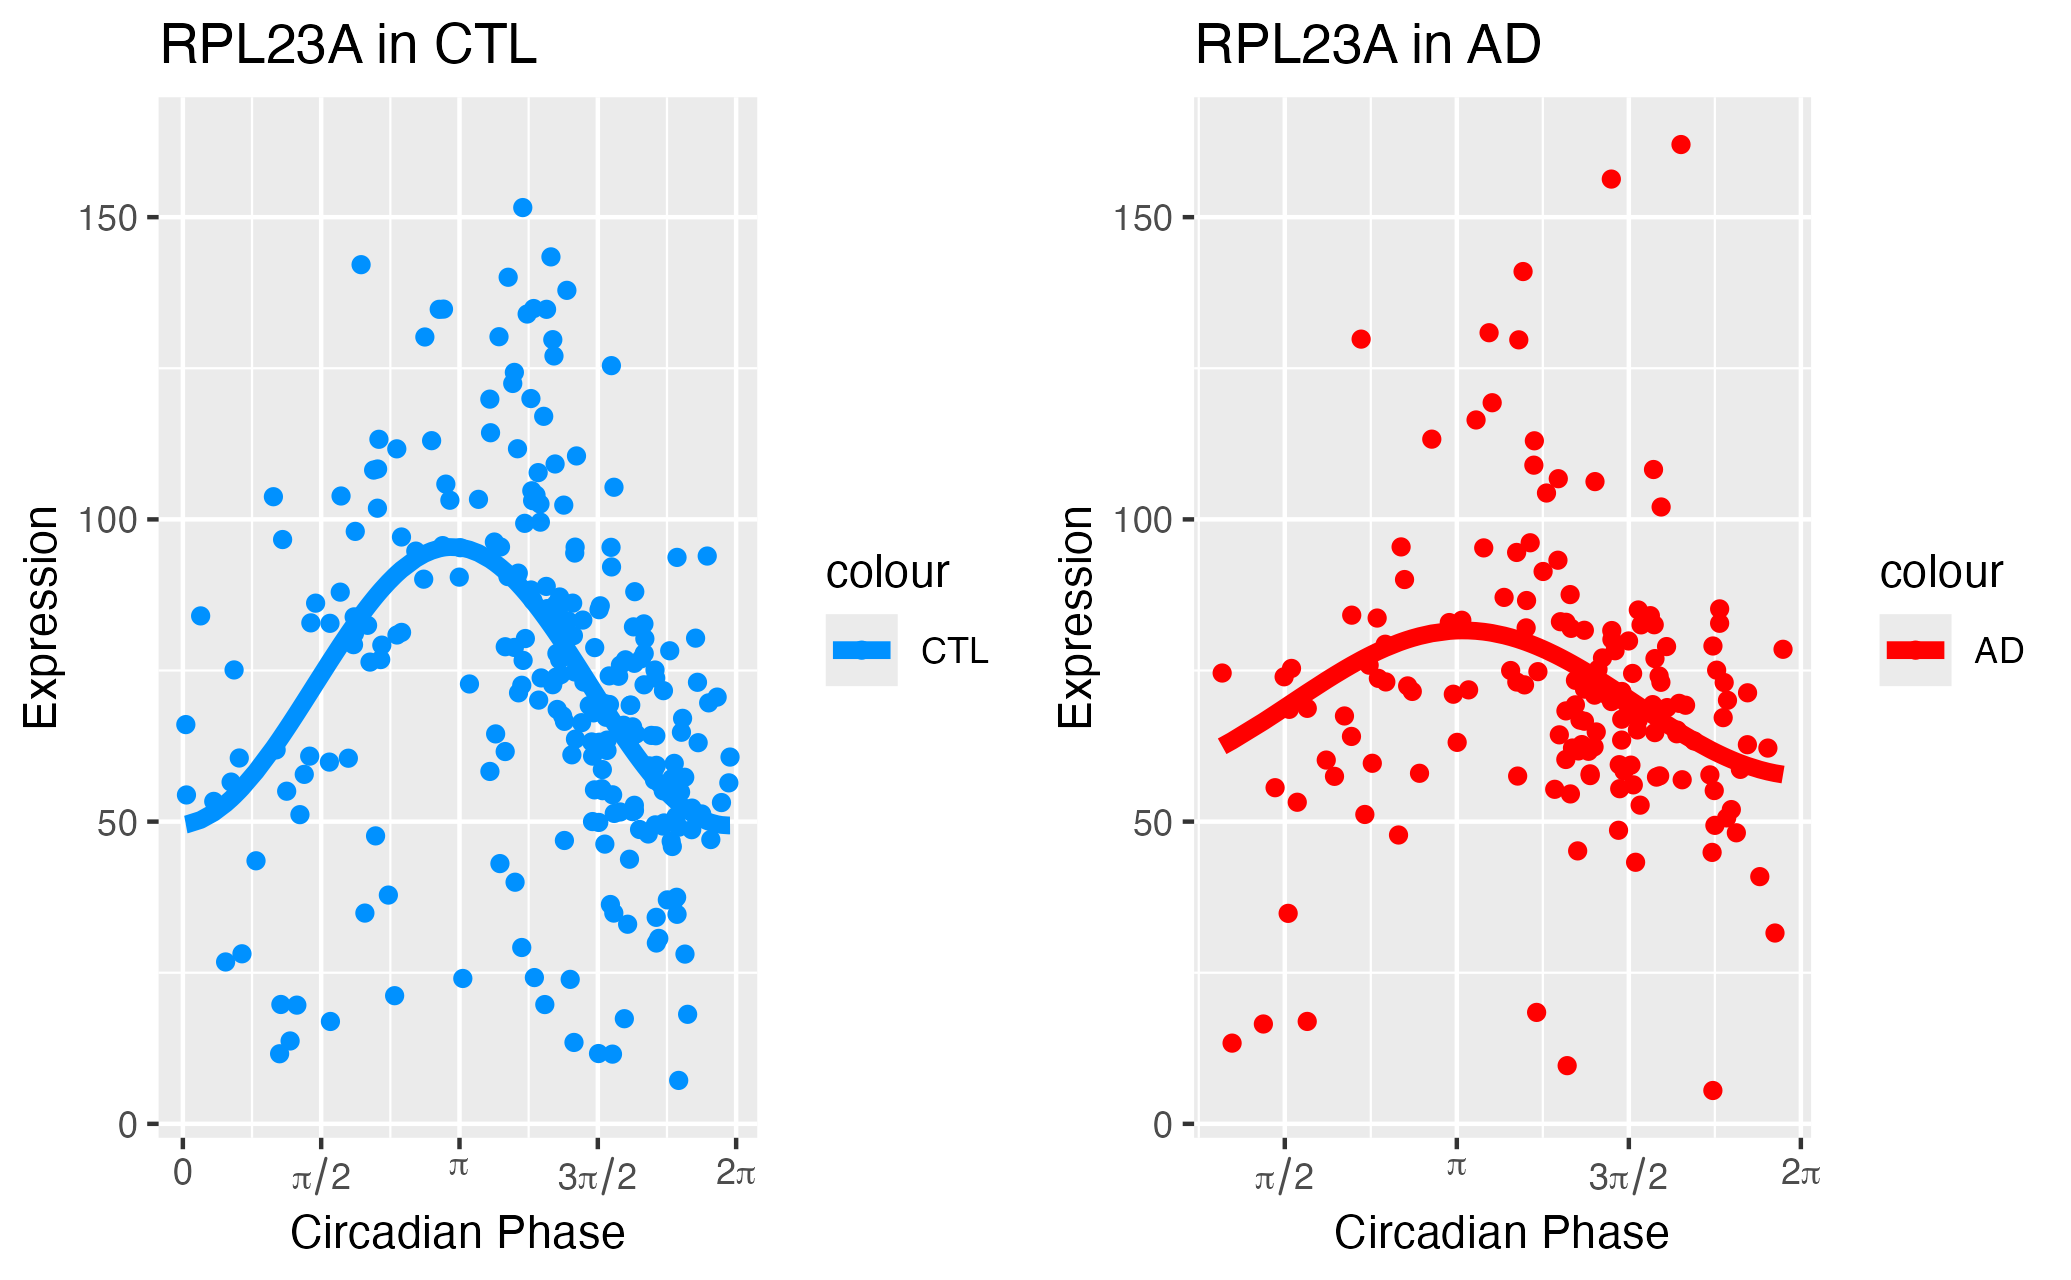 RPL23A in CTL
Expression
150
100
50
0
0 π/2 π 3π/2 2π
Circadian Phase
colour
CTL
RPL23A in AD
Expression
150
100
50
0
π/2 π 3π/2 2π
Circadian Phase
colour
AD